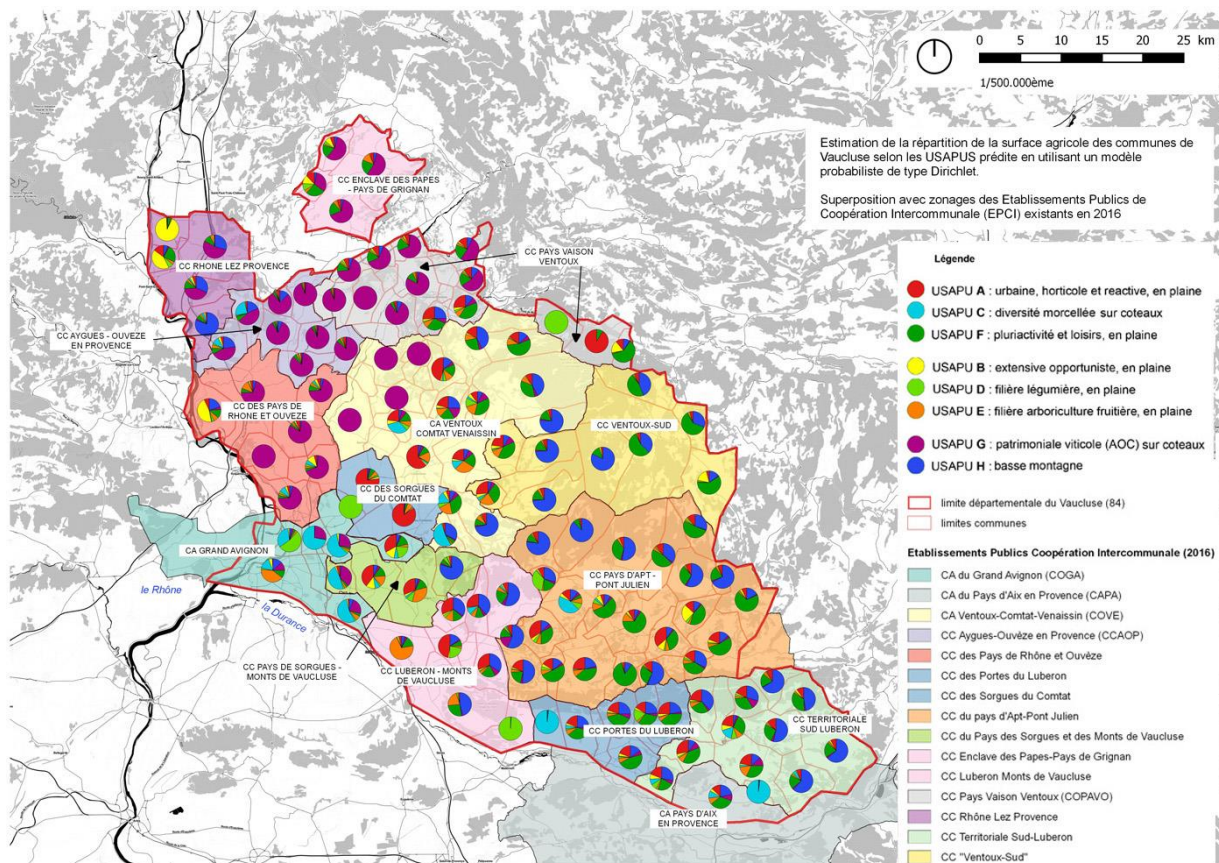 0 5 10 15 20 25 km
1/500.000ème
Estimation de la répartition de la surface agricole des communes de
Vaucluse selon les USAPUS prédite en utilisant un modèle
probabiliste de type Dirichlet.
Superposition avec zonages des Etablissements Publics de
Coopération Intercommunale (EPCI) existants en 2016
Légende
USAPU A : urbaine, horticole et reactive, en plaine
USAPU C : diversité morcellée sur coteaux
USAPU F : pluriactivité et loisirs, en plaine
USAPU B : extensive opportuniste, en plaine
USAPU D : filière légumière, en plaine
USAPU E : filière arboriculture fruitière, en plaine
USAPU G : patrimoniale viticole (AOC) sur coteaux
USAPU H : basse montagne
limite départementale du Vaucluse (84)
limites communes
Etablissements Publics Coopération Intercommunale (2016)
CA du Grand Avignon (COGA)
CA du Pays d'Aix en Provence (CAPA)
CA Ventoux-Comtat-Venaissin (COVE)
CC Aygues-Ouvèze en Provence (CCAOP)
CC des Pays de Rhône et Ouvèze
CC des Portes du Luberon
CC des Sorgues du Comtat
CC du pays d'Apt-Pont Julien
CC du Pays des Sorgues et des Monts de Vaucluse
CC Enclave des Papes-Pays de Grignan
CC Luberon Monts de Vaucluse
CC Pays Vaison Ventoux (COPAVO)
CC Rhône Lez Provence
CC Territoriale Sud-Luberon
CC "Ventoux-Sud"
CC ENCLAVE DES PAPES
- PAYS DE GRIGNAN
CC RHONE LEZ PROVENCE
CC PAYS VAISON
VENTOUX
CC AYGUES - OUVEZE
EN PROVENCE
CC DES PAYS DE
RHONE ET OUVEZE
CA VENTOUX
COMTAT VENAISSIN
CC VENTOUX-SUD
CC DES SORGUES
DU COMTAT
CA GRAND AVIGNON
le Rhône
la Durance
CC PAYS D'APT -
PONT JULIEN
CC PAYS DE SORGUES -
MONTS DE VAUCLUSE
CC LUBERON - MONTS
DE VAUCLUSE
CC PORTES DU LUBERON
CC TERRITORIALE
SUD LUBERON
CA PAYS D'AIX
EN PROVENCE